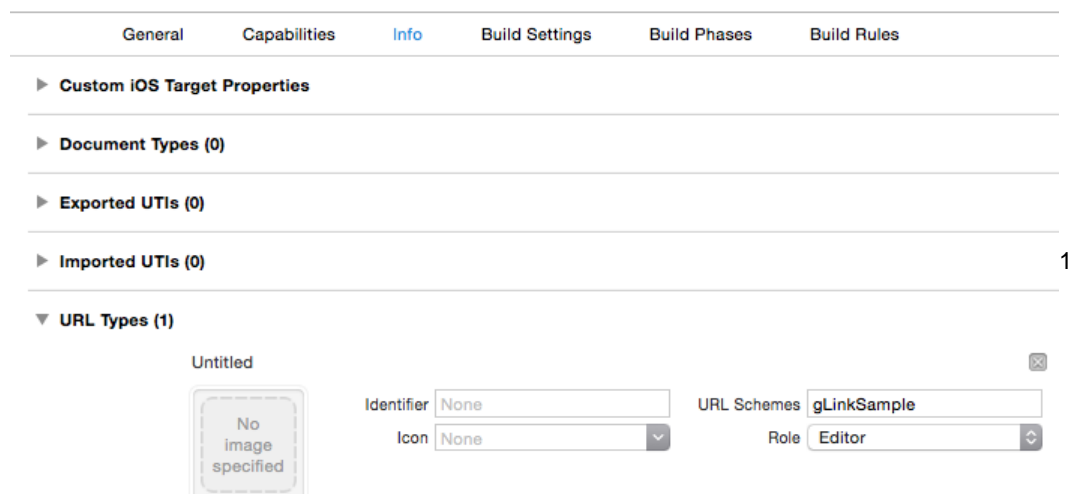 General Capabilities Info Build Settings Build Phases Build Rules
Custom iOS Target Properties
Document Types (0)
Exported UTIs (0)
Imported UTIs (0)
1
URL Types (1)
Untitled
No
image
specified
Identifier None
URL Schemes gLinkSample
Icon None
Role Editor